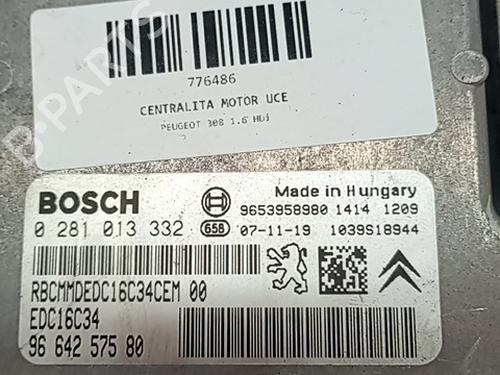 776486
CENTRALITA MOTOR UCE
PEUGEOT 308 1.6 HDi
BOSCH
Made in Hungary
0 281 013 332
9653958980 1414 1209
658 07-11-19 1039S18944
RBCMMDEDC16C34CEM 00
EDC16C34
96 642 575 80